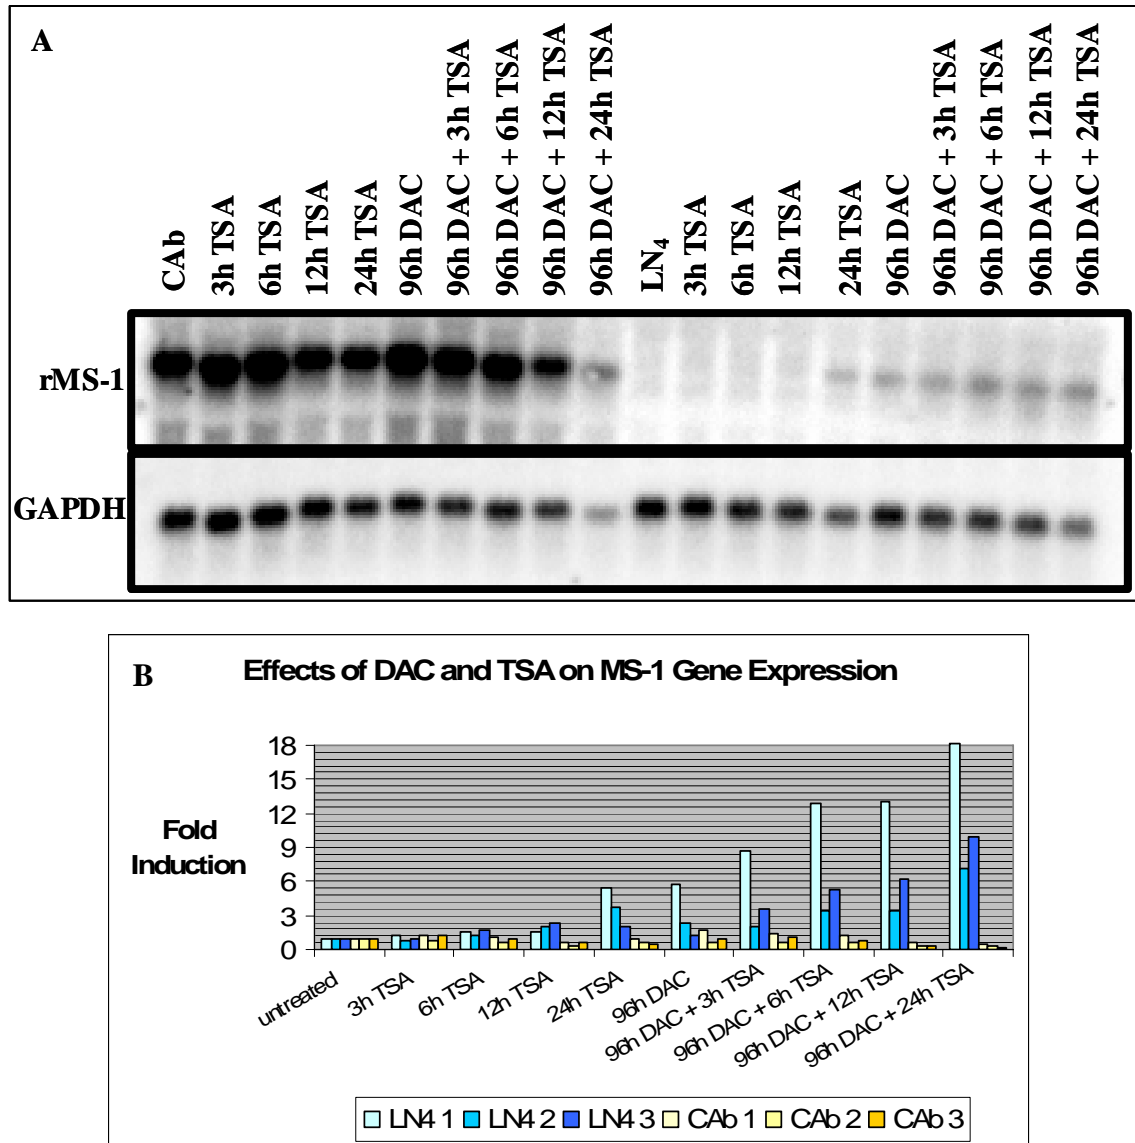 A
CAb
3h TSA
6h TSA
12h TSA
24h TSA
96h DAC
96h DAC + 3h TSA
96h DAC + 6h TSA
96h DAC + 12h TSA
96h DAC + 24h TSA
LN4
3h TSA
6h TSA
12h TSA
24h TSA
96h DAC
96h DAC + 3h TSA
96h DAC + 6h TSA
96h DAC + 12h TSA
96h DAC + 24h TSA
rMS-1
GAPDH
B
Effects of DAC and TSA on MS-1 Gene Expression
Fold
Induction
18
15
12
9
6
3
0
untreated
3h TSA
6h TSA
12h TSA
24h TSA
96h DAC
96h DAC + 3h TSA
96h DAC + 6h TSA
96h DAC + 12h TSA
96h DAC + 24h TSA
LN4 1 LN4 2 LN4 3 CAb 1 CAb 2 CAb 3